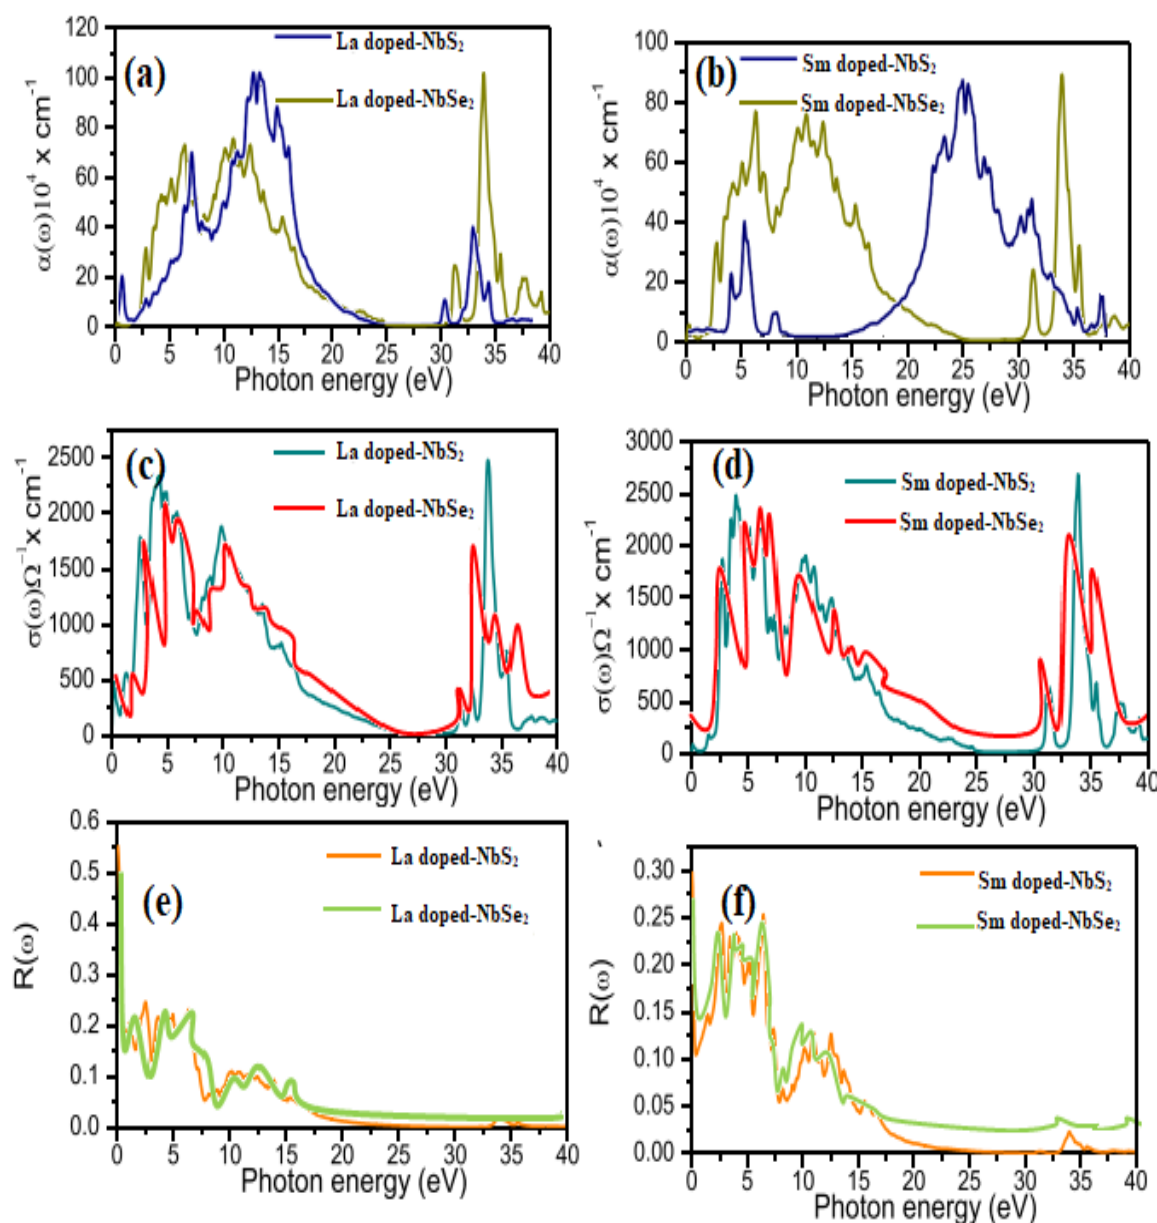 (a)
La doped-NbS₂
La doped-NbSe₂
α(ω)10⁴ x cm⁻¹
120
100
80
60
40
20
0
0 5 10 15 20 25 30 35 40
Photon energy (eV)
(b)
Sm doped-NbS₂
Sm doped-NbSe₂
α(ω)10⁴ x cm⁻¹
100
80
60
40
20
0
0 5 10 15 20 25 30 35 40
Photon energy (eV)
(c)
La doped-NbS₂
La doped-NbSe₂
σ(ω)Ω⁻¹x cm⁻¹
2500
2000
1500
1000
500
0
0 5 10 15 20 25 30 35 40
Photon energy (eV)
(d)
Sm doped-NbS₂
Sm doped-NbSe₂
σ(ω)Ω⁻¹x cm⁻¹
3000
2500
2000
1500
1000
500
0
0 5 10 15 20 25 30 35 40
Photon energy (eV)
(e)
La doped-NbS₂
La doped-NbSe₂
R(ω)
0.6
0.5
0.4
0.3
0.2
0.1
0.0
0 5 10 15 20 25 30 35 40
Photon energy (eV)
(f)
Sm doped-NbS₂
Sm doped-NbSe₂
R(ω)
0.30
0.25
0.20
0.15
0.10
0.05
0.00
0 5 10 15 20 25 30 35 40
Photon energy (eV)